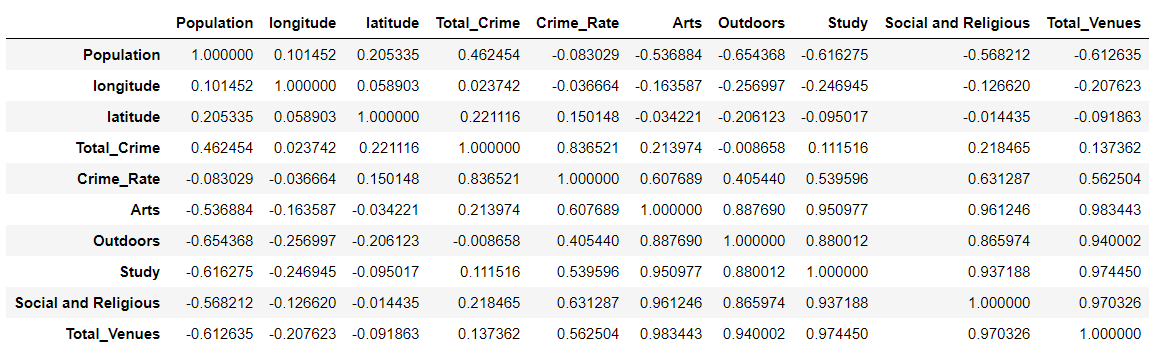 Population longitude latitude Total_Crime Crime_Rate Arts Outdoors Study Social and Religious Total_Venues
Population 1.000000 0.101452 0.205335 0.462454 -0.083029 -0.536884 -0.654368 -0.616275 -0.568212 -0.612635
longitude 0.101452 1.000000 0.058903 0.023742 -0.036664 -0.163587 -0.256997 -0.246945 -0.126620 -0.207623
latitude 0.205335 0.058903 1.000000 0.221116 0.150148 -0.034221 -0.206123 -0.095017 -0.014435 -0.091863
Total_Crime 0.462454 0.023742 0.221116 1.000000 0.836521 0.213974 -0.008658 0.111516 0.218465 0.137362
Crime_Rate -0.083029 -0.036664 0.150148 0.836521 1.000000 0.607689 0.405440 0.539596 0.631287 0.562504
Arts -0.536884 -0.163587 -0.034221 0.213974 0.607689 1.000000 0.887690 0.950977 0.961246 0.983443
Outdoors -0.654368 -0.256997 -0.206123 -0.008658 0.405440 0.887690 1.000000 0.880012 0.865974 0.940002
Study -0.616275 -0.246945 -0.095017 0.111516 0.539596 0.950977 0.880012 1.000000 0.937188 0.974450
Social and Religious -0.568212 -0.126620 -0.014435 0.218465 0.631287 0.961246 0.865974 0.937188 1.000000 0.970326
Total_Venues -0.612635 -0.207623 -0.091863 0.137362 0.562504 0.983443 0.940002 0.974450 0.970326 1.000000